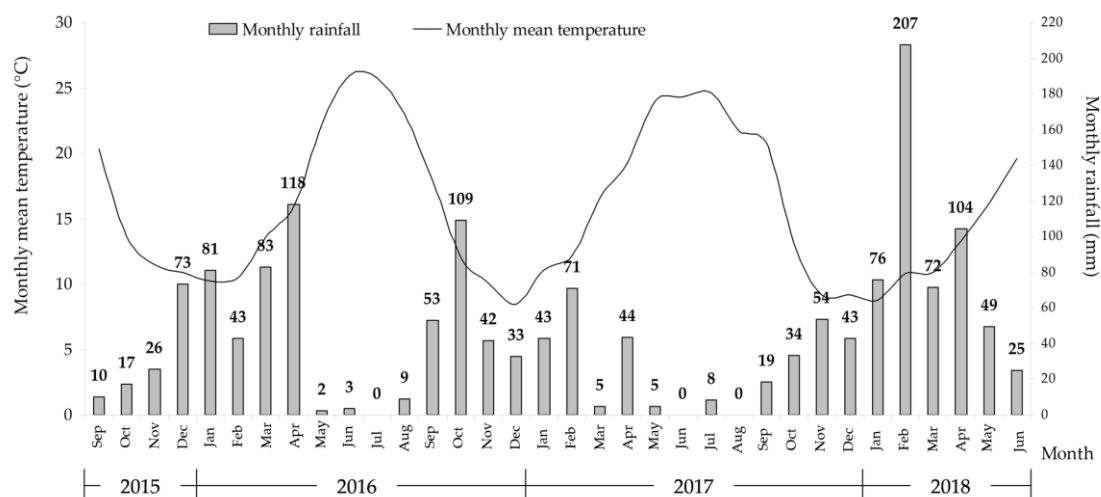 Monthly rainfall
Monthly mean temperature
Monthly mean temperature (°C)
30
25
20
15
10
5
0
Monthly rainfall (mm)
220
200
180
160
140
120
100
80
60
40
20
0
10 17 26 73 81 43 83 118 2 3 0 9 53 109 42 33 43 71 5 44 5 0 8 0 19 34 54 43 76 207 72 104 49 25
Sep Oct Nov Dec Jan Feb Mar Apr May Jun Jul Aug Sep Oct Nov Dec Jan Feb Mar Apr May Jun Jul Aug Sep Oct Nov Dec Jan Feb Mar Apr May Jun
Month
2015 2016 2017 2018